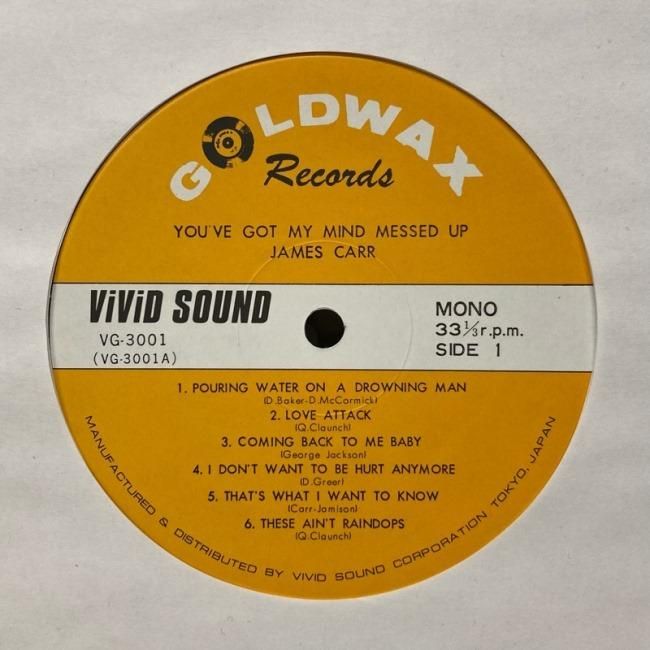 GOLDWAX
Records
YOU'VE GOT MY MIND MESSED UP
JAMES CARR
ViViD SOUND
VG-3001
(VG-3001A)
MONO
33⅓r.p.m.
SIDE 1
1. POURING WATER ON A DROWNING MAN
(D.Baker-D.McCormick)
2. LOVE ATTACK
(Q.Claunch)
3. COMING BACK TO ME BABY
(George Jackson)
4. I DON'T WANT TO BE HURT ANYMORE
(D.Greer)
5. THAT'S WHAT I WANT TO KNOW
(Carr-Jamison)
6. THESE AIN'T RAINDOPS
(Q.Claunch)
MANUFACTURED & DISTRIBUTED BY VIVID SOUND CORPORATION TOKYO, JAPAN